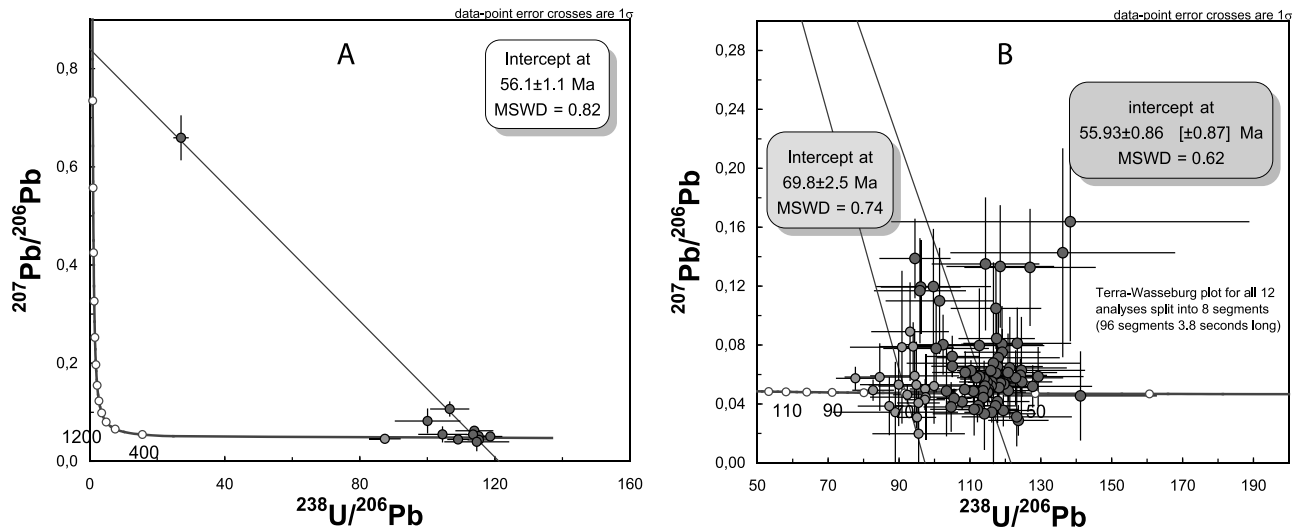 data-point error crosses are 1σ
A
Intercept at
56.1±1.1 Ma
MSWD = 0.82
0,8
0,6
0,4
0,2
0,0
1200
400
0
40
80
120
160
207Pb/206Pb
238U/206Pb
data-point error crosses are 1σ
B
intercept at
55.93±0.86 [±0.87] Ma
MSWD = 0.62
Intercept at
69.8±2.5 Ma
MSWD = 0.74
Terra-Wasseburg plot for all 12
analyses split into 8 segments
(96 segments 3.8 seconds long)
0,28
0,24
0,20
0,16
0,12
0,08
0,04
0,00
110
90
50
50
70
90
110
130
150
170
190
207Pb/206Pb
238U/206Pb